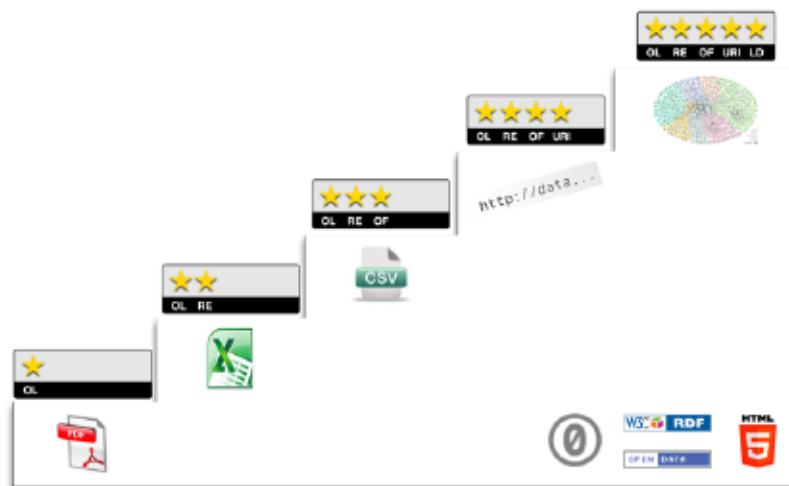 OL RE OF URI LD
OL RE OF URI
http://data...
OL RE OF
CSV
OL RE
OL
PDF
0
W3C RDF
OPEN DATA
HTML
5